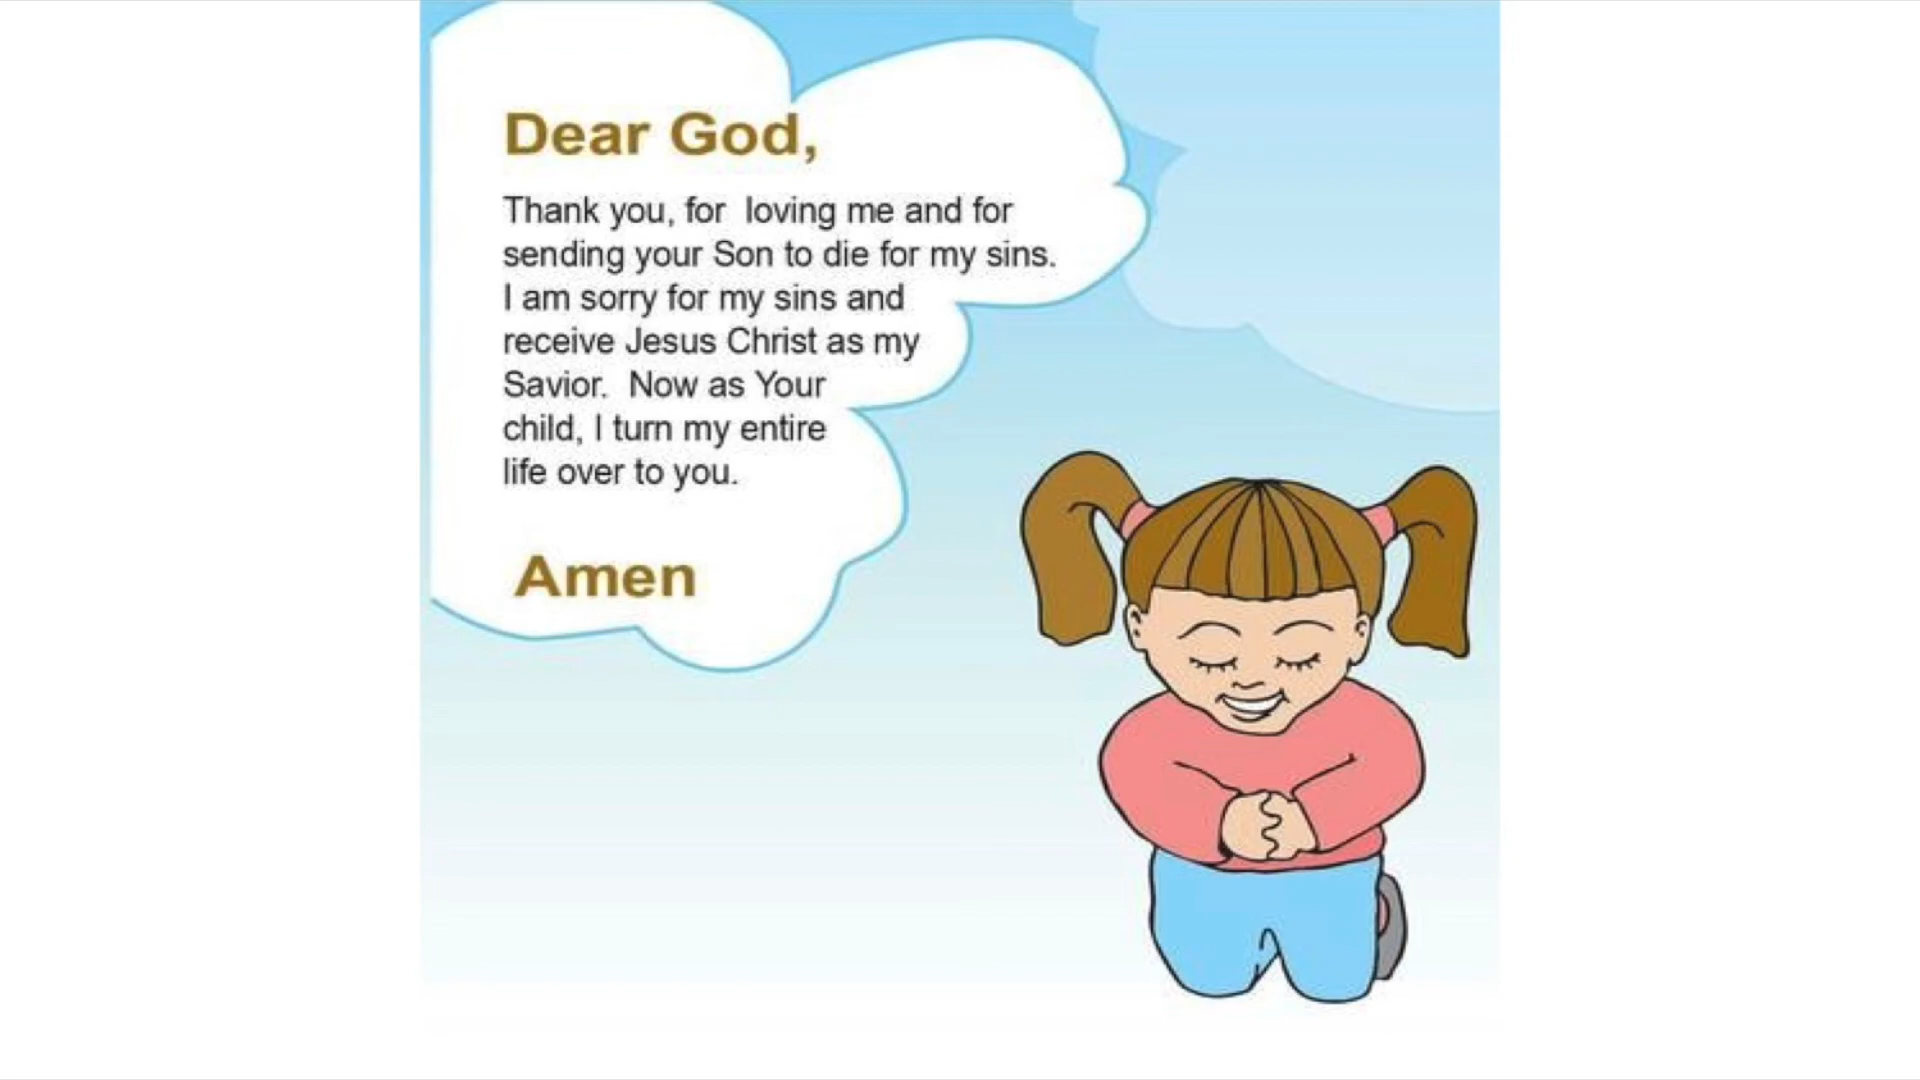 Dear God,
Thank you, for loving me and for
sending your Son to die for my sins.
I am sorry for my sins and
receive Jesus Christ as my
Savior. Now as Your
child, I turn my entire
life over to you.
Amen